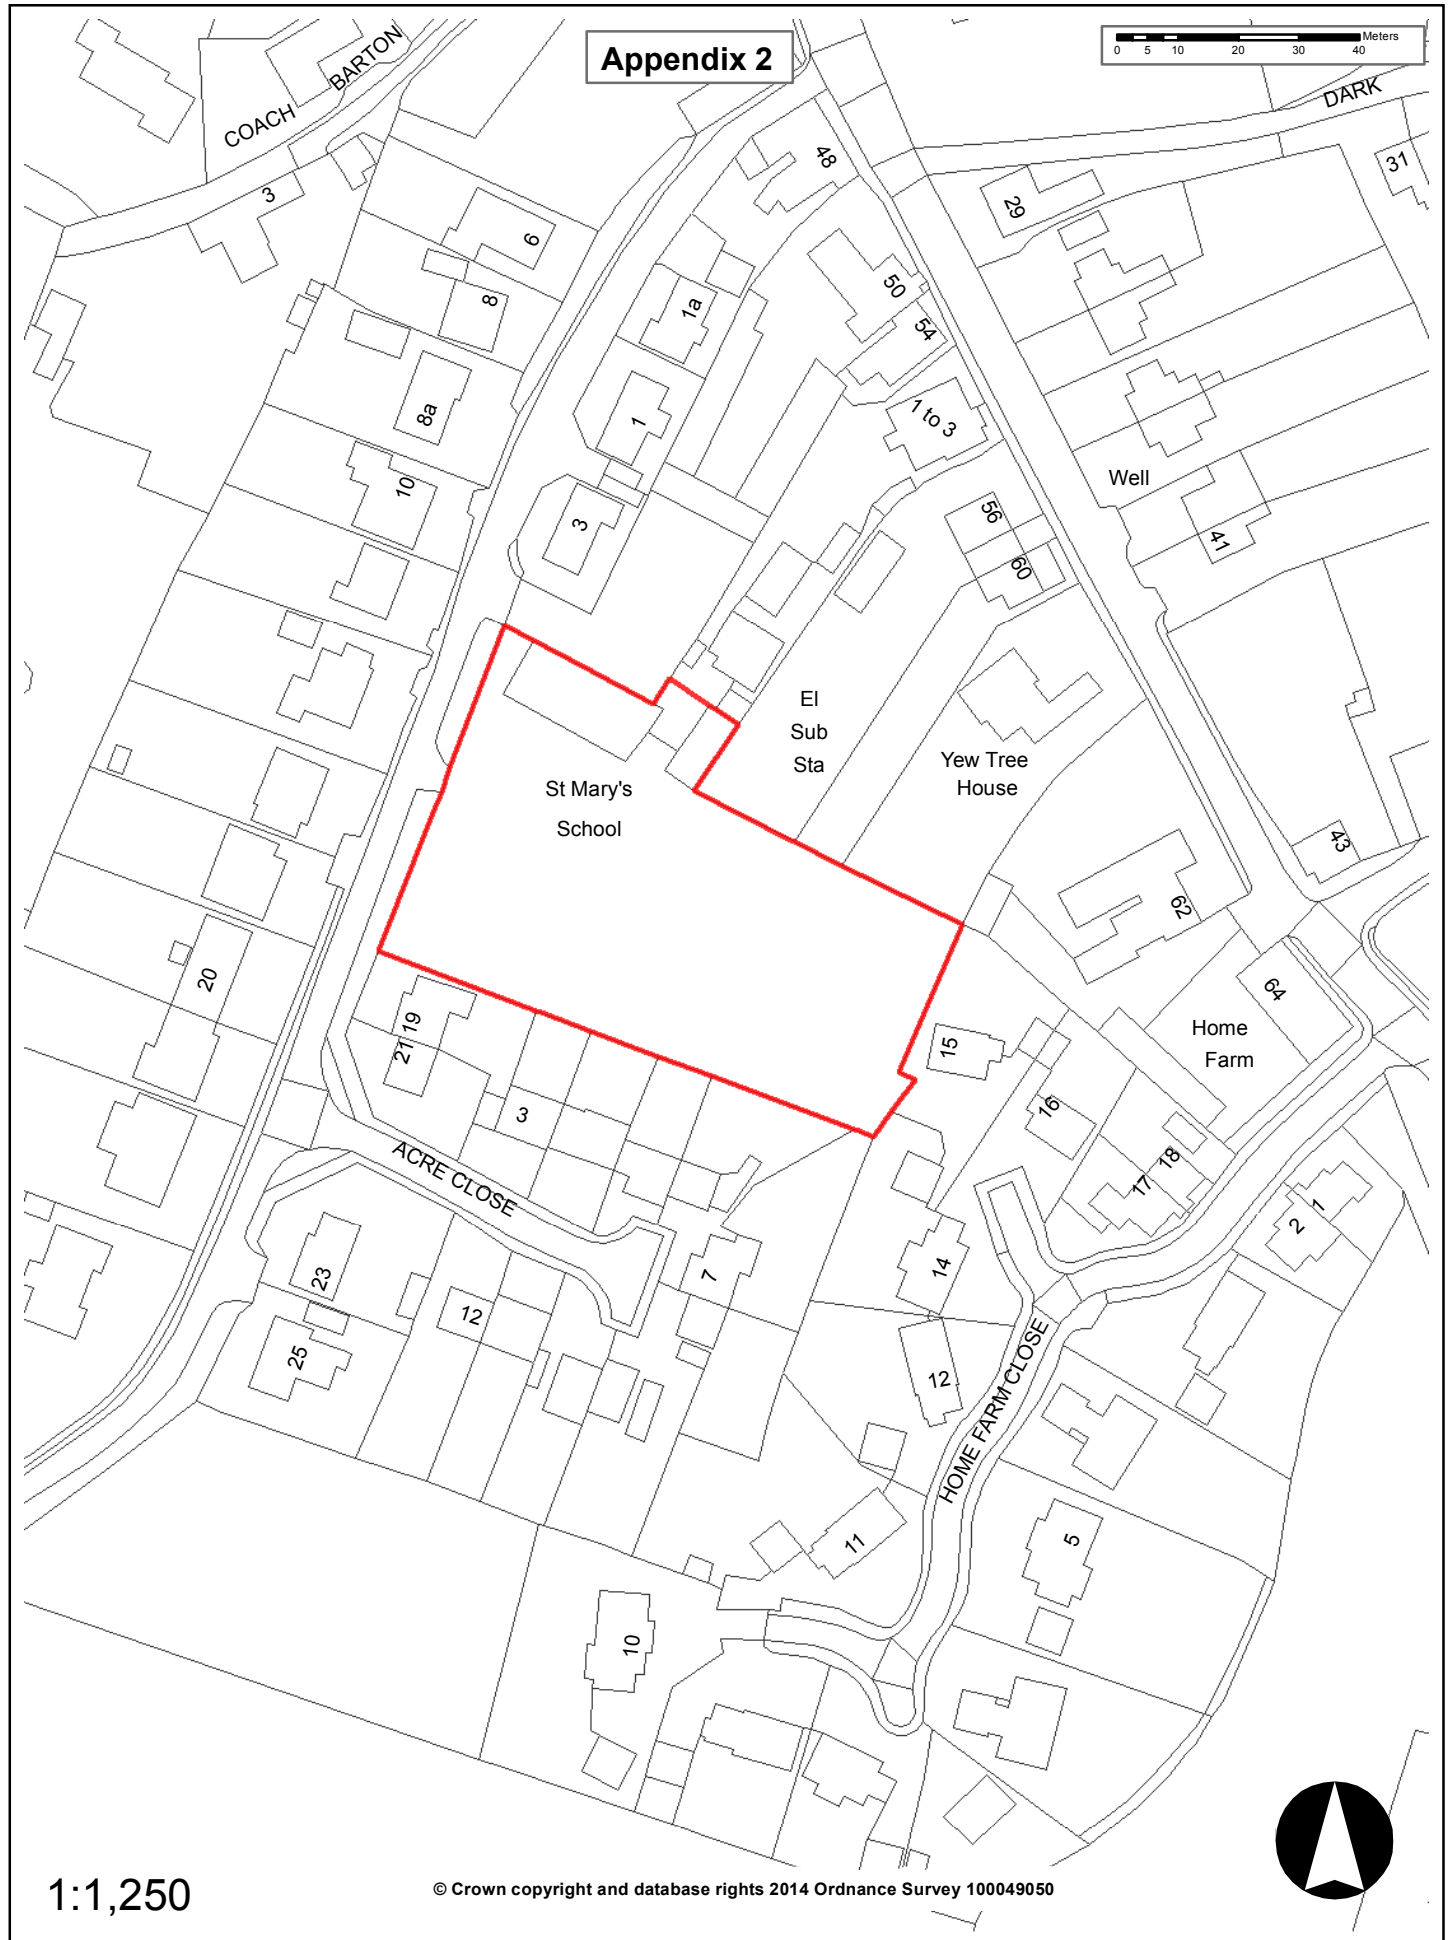 Appendix 2
Meters
0 5 10 20 30 40
COACH BARTON
DARK
3
48
31
29
6
8
1a
50
54
8a
1
1 to 3
Well
10
3
56
41
60
El
Sub
Sta
Yew Tree
House
St Mary's
School
43
62
20
64
19
15
Home
Farm
21
3
16
ACRE CLOSE
18
17
1
2
14
7
23
12
HOME FARM CLOSE
25
12
11
5
10
1:1,250
© Crown copyright and database rights 2014 Ordnance Survey 100049050